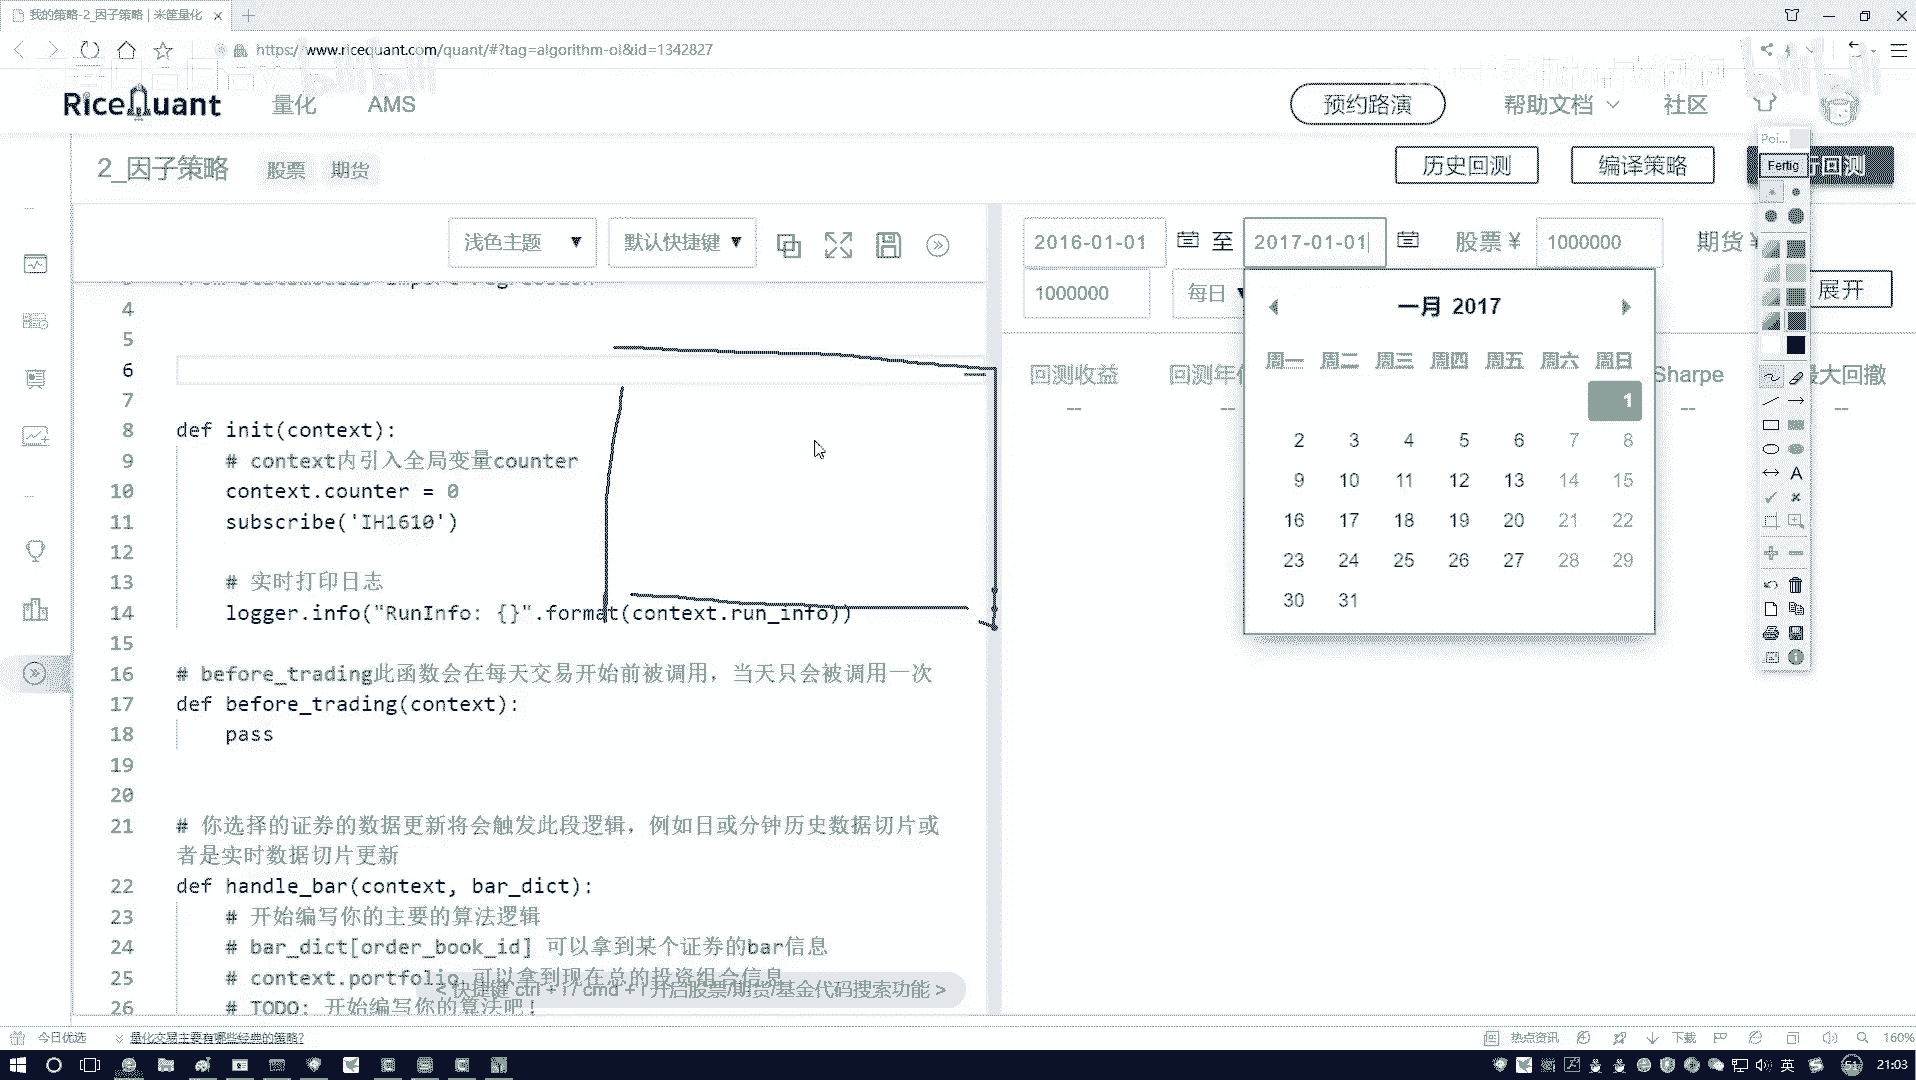 我的策略-2_因子策略 | 米筐量化
https://www.ricequant.com/quant/#?tag=algorithm-ol&id=1342827
RiceQuant 量化 AMS 预约路演 帮助文档 社区
2_因子策略 股票 期货 历史回测 编译策略 行回测
Poi...
Fertig
浅色主题 ▼ 默认快捷键 ▼
2016-01-01 至 2017-01-01 股票 ¥ 1000000 期货 ¥
1000000 每日 展开
一月 2017
周一 周二 周三 周四 周五 周六 周日
1
2 3 4 5 6 7 8
9 10 11 12 13 14 15
16 17 18 19 20 21 22
23 24 25 26 27 28 29
30 31
回测收益 回测年 Sharpe 最大回撤
-- -- -- --
4
5
6
7
8 def init(context):
9 # context内引入全局变量counter
10 context.counter = 0
11 subscribe('IH1610')
12
13 # 实时打印日志
14 logger.info("RunInfo: {}".format(context.run_info))
15
16 # before_trading此函数会在每天交易开始前被调用，当天只会被调用一次
17 def before_trading(context):
18 pass
19
20
21 # 你选择的证券的数据更新将会触发此段逻辑，例如日或分钟历史数据切片或
者是实时数据切片更新
22 def handle_bar(context, bar_dict):
23 # 开始编写你的主要的算法逻辑
24 # bar_dict[order_book_id] 可以拿到某个证券的bar信息
25 # context.portfolio 可以拿到现在总的投资组合信息
26 # TODO: 开始编写你的算法吧！
< 快捷键 ctrl + i / cmd + i 开启股票/期货/基金代码搜索功能 >
今日优选 量化交易主要有哪些经典的策略? 热点资讯 下载 160%
英 51 21:03